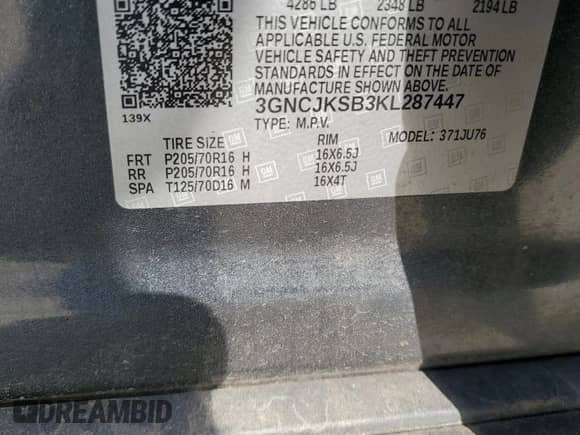 4286 LB 2348 LB 2194 LB
THIS VEHICLE CONFORMS TO ALL
APPLICABLE U.S. FEDERAL MOTOR
VEHICLE SAFETY AND THEFT PREVENTION
STANDARDS IN EFFECT ON THE DATE OF
MANUFACTURE SHOWN ABOVE.
3GNCJKSB3KL287447
139X
TYPE: M.P.V. MODEL: 371JU76
TIRE SIZE RIM
FRT P205/70R16 H 16X6.5J
RR P205/70R16 H 16X6.5J
SPA T125/70D16 M 16X4T
GM
DREAMBID